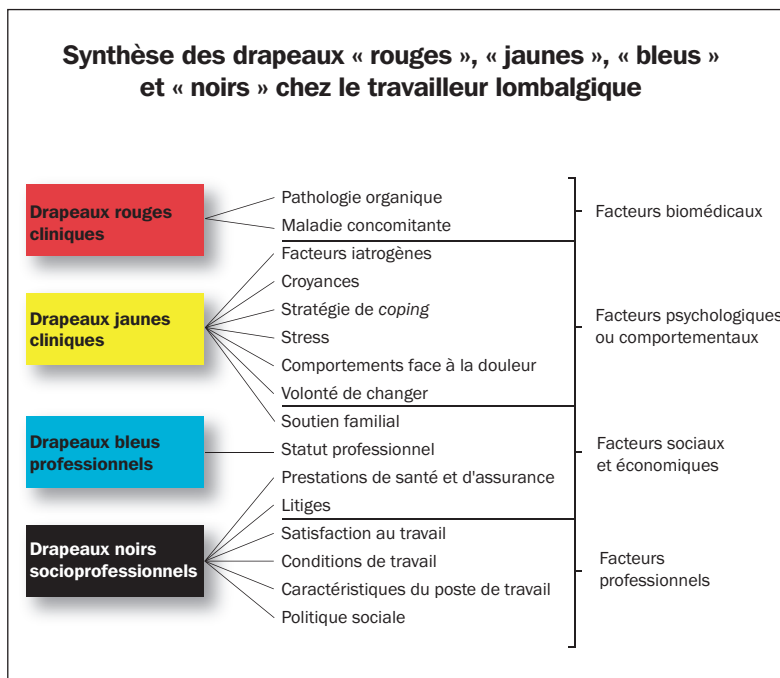 Synthèse des drapeaux « rouges », « jaunes », « bleus »
et « noirs » chez le travailleur lombalgique
Drapeaux rouges
cliniques
Pathologie organique
Maladie concomitante
Facteurs biomédicaux
Drapeaux jaunes
cliniques
Facteurs iatrogènes
Croyances
Stratégie de coping
Stress
Comportements face à la douleur
Volonté de changer
Soutien familial
Facteurs psychologiques
ou comportementaux
Drapeaux bleus
professionnels
Statut professionnel
Facteurs sociaux
et économiques
Drapeaux noirs
socioprofessionnels
Prestations de santé et d'assurance
Litiges
Satisfaction au travail
Conditions de travail
Caractéristiques du poste de travail
Politique sociale
Facteurs
professionnels